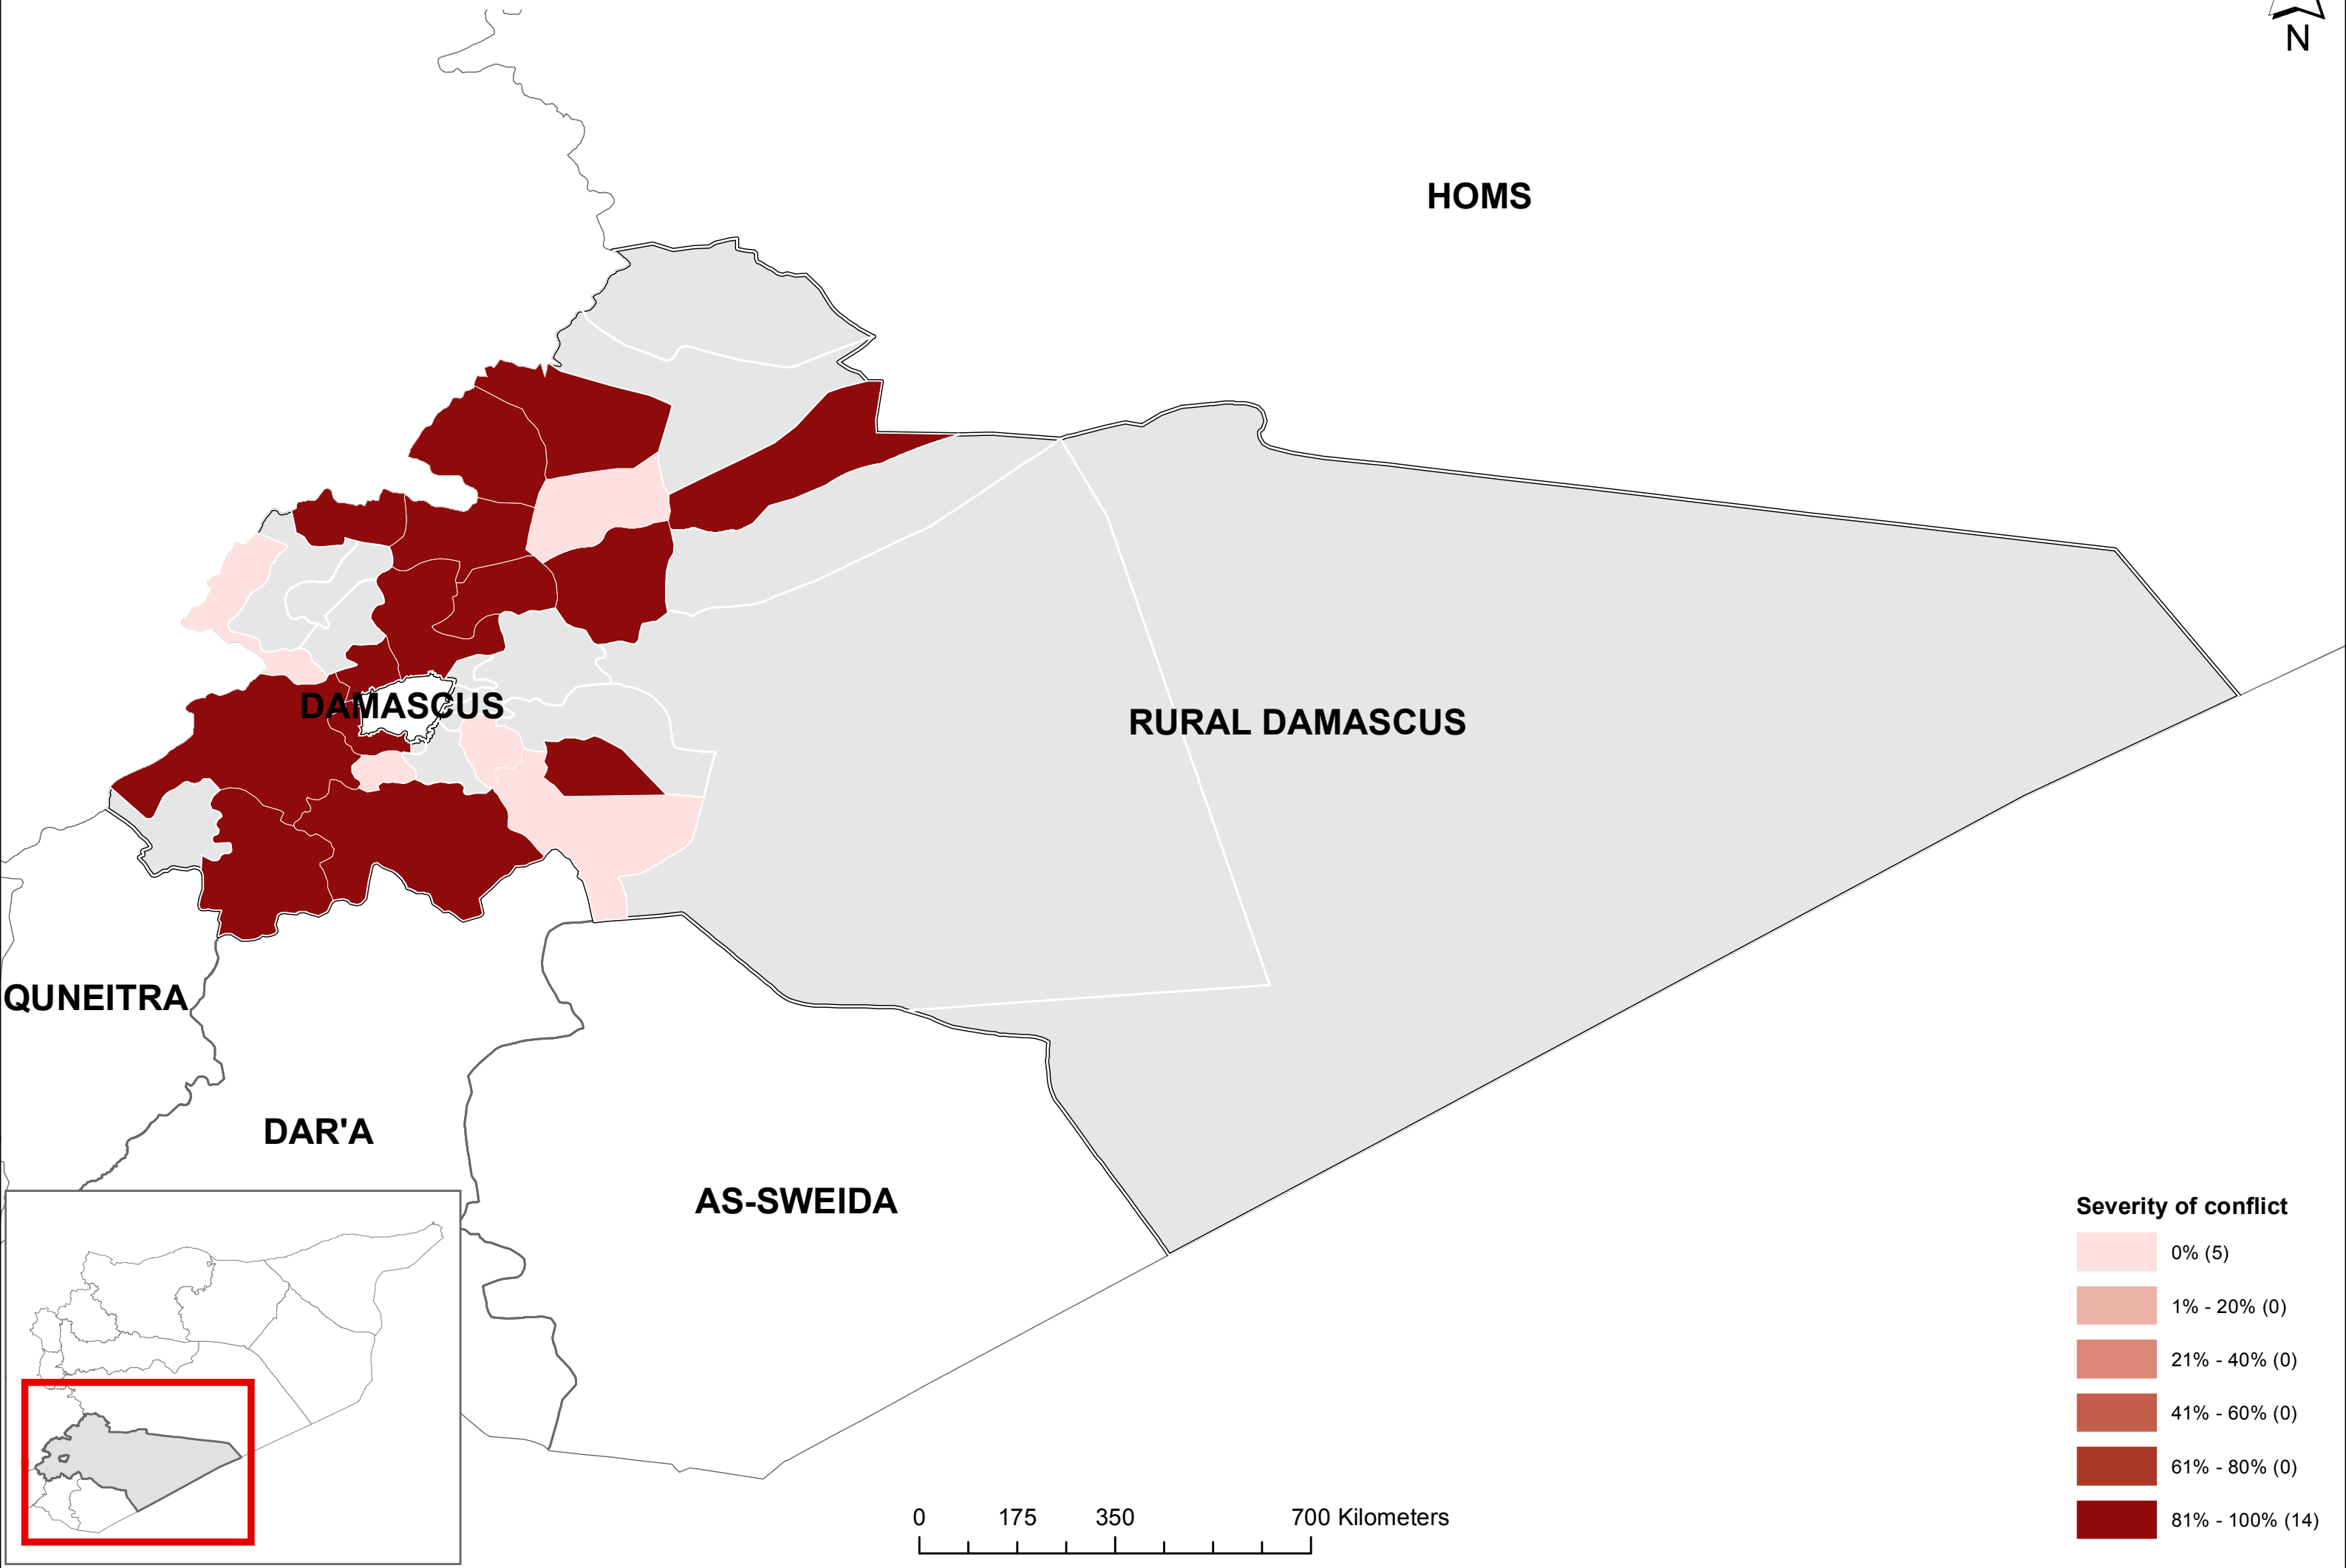 N
HOMS
DAMASCUS
RURAL DAMASCUS
QUNEITRA
DAR'A
AS-SWEIDA
Severity of conflict
0% (5)
1% - 20% (0)
21% - 40% (0)
41% - 60% (0)
61% - 80% (0)
81% - 100% (14)
0 175 350 700 Kilometers